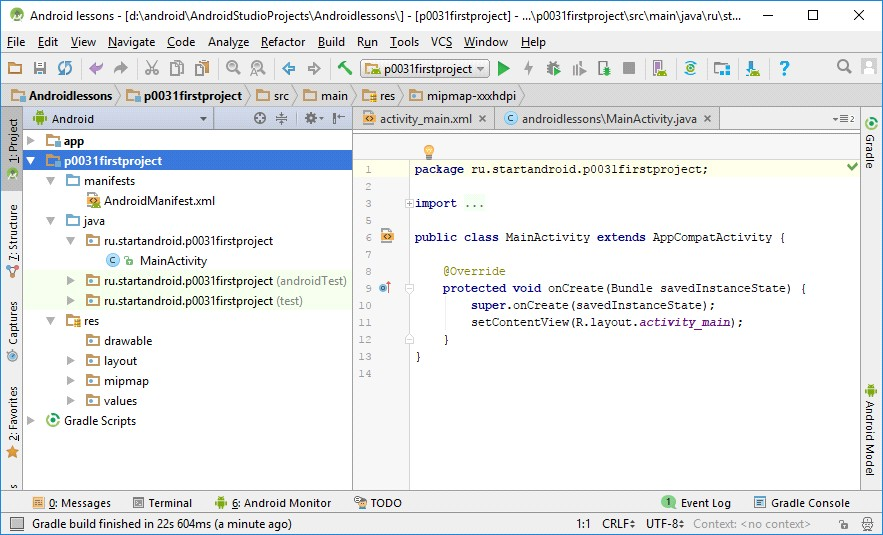 Android lessons - [d:\android\AndroidStudioProjects\Androidlessons\] - [p0031firstproject] - ...\p0031firstproject\src\main\java\ru\st...
File Edit View Navigate Code Analyze Refactor Build Run Tools VCS Window Help
p0031firstproject
Androidlessons p0031firstproject src main res mipmap-xxxhdpi
1: Project
7: Structure
Captures
2: Favorites
Android
app
p0031firstproject
manifests
AndroidManifest.xml
java
ru.startandroid.p0031firstproject
MainActivity
ru.startandroid.p0031firstproject (androidTest)
ru.startandroid.p0031firstproject (test)
res
drawable
layout
mipmap
values
Gradle Scripts
activity_main.xml androidlessons\MainActivity.java 2
1 package ru.startandroid.p0031firstproject;
2
3 import ...
5
6 public class MainActivity extends AppCompatActivity {
7
8 @Override
9 protected void onCreate(Bundle savedInstanceState) {
10 super.onCreate(savedInstanceState);
11 setContentView(R.layout.activity_main);
12 }
13 }
14
Gradle
Android Model
0: Messages Terminal 6: Android Monitor TODO 1 Event Log Gradle Console
Gradle build finished in 22s 604ms (a minute ago) 1:1 CRLF UTF-8 Context: <no context>